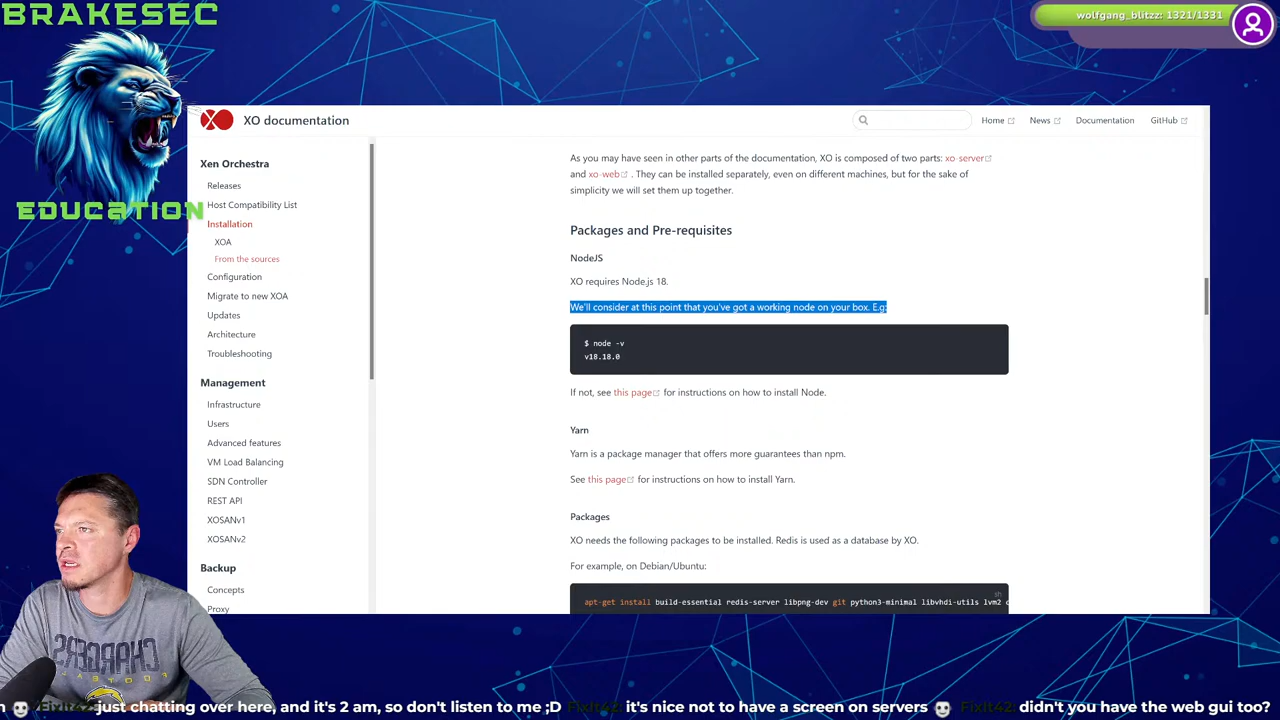 BRAKESEC
EDUCATION
wolfgang_blitzz: 1321/1331
XO documentation
Home
News
Documentation
GitHub
Xen Orchestra
Releases
Host Compatibility List
Installation
XOA
From the sources
Configuration
Migrate to new XOA
Updates
Architecture
Troubleshooting
Management
Infrastructure
Users
Advanced features
VM Load Balancing
SDN Controller
REST API
XOSANv1
XOSANv2
Backup
Concepts
Proxy
As you may have seen in other parts of the documentation, XO is composed of two parts: xo-server
and xo-web . They can be installed separately, even on different machines, but for the sake of
simplicity we will set them up together.
Packages and Pre-requisites
NodeJS
XO requires Node.js 18.
We'll consider at this point that you've got a working node on your box. E.g:
$ node -v
v18.18.0
If not, see this page for instructions on how to install Node.
Yarn
Yarn is a package manager that offers more guarantees than npm.
See this page for instructions on how to install Yarn.
Packages
XO needs the following packages to be installed. Redis is used as a database by XO.
For example, on Debian/Ubuntu:
sh
apt-get install build-essential redis-server libpng-dev git python3-minimal libvhdi-utils lvm2 c
CHARGERS
n FixIt42: just chatting over here, and it's 2 am, so don't listen to me ;D FixIt42: it's nice not to have a screen on servers FixIt42: didn't you have the web gui too?